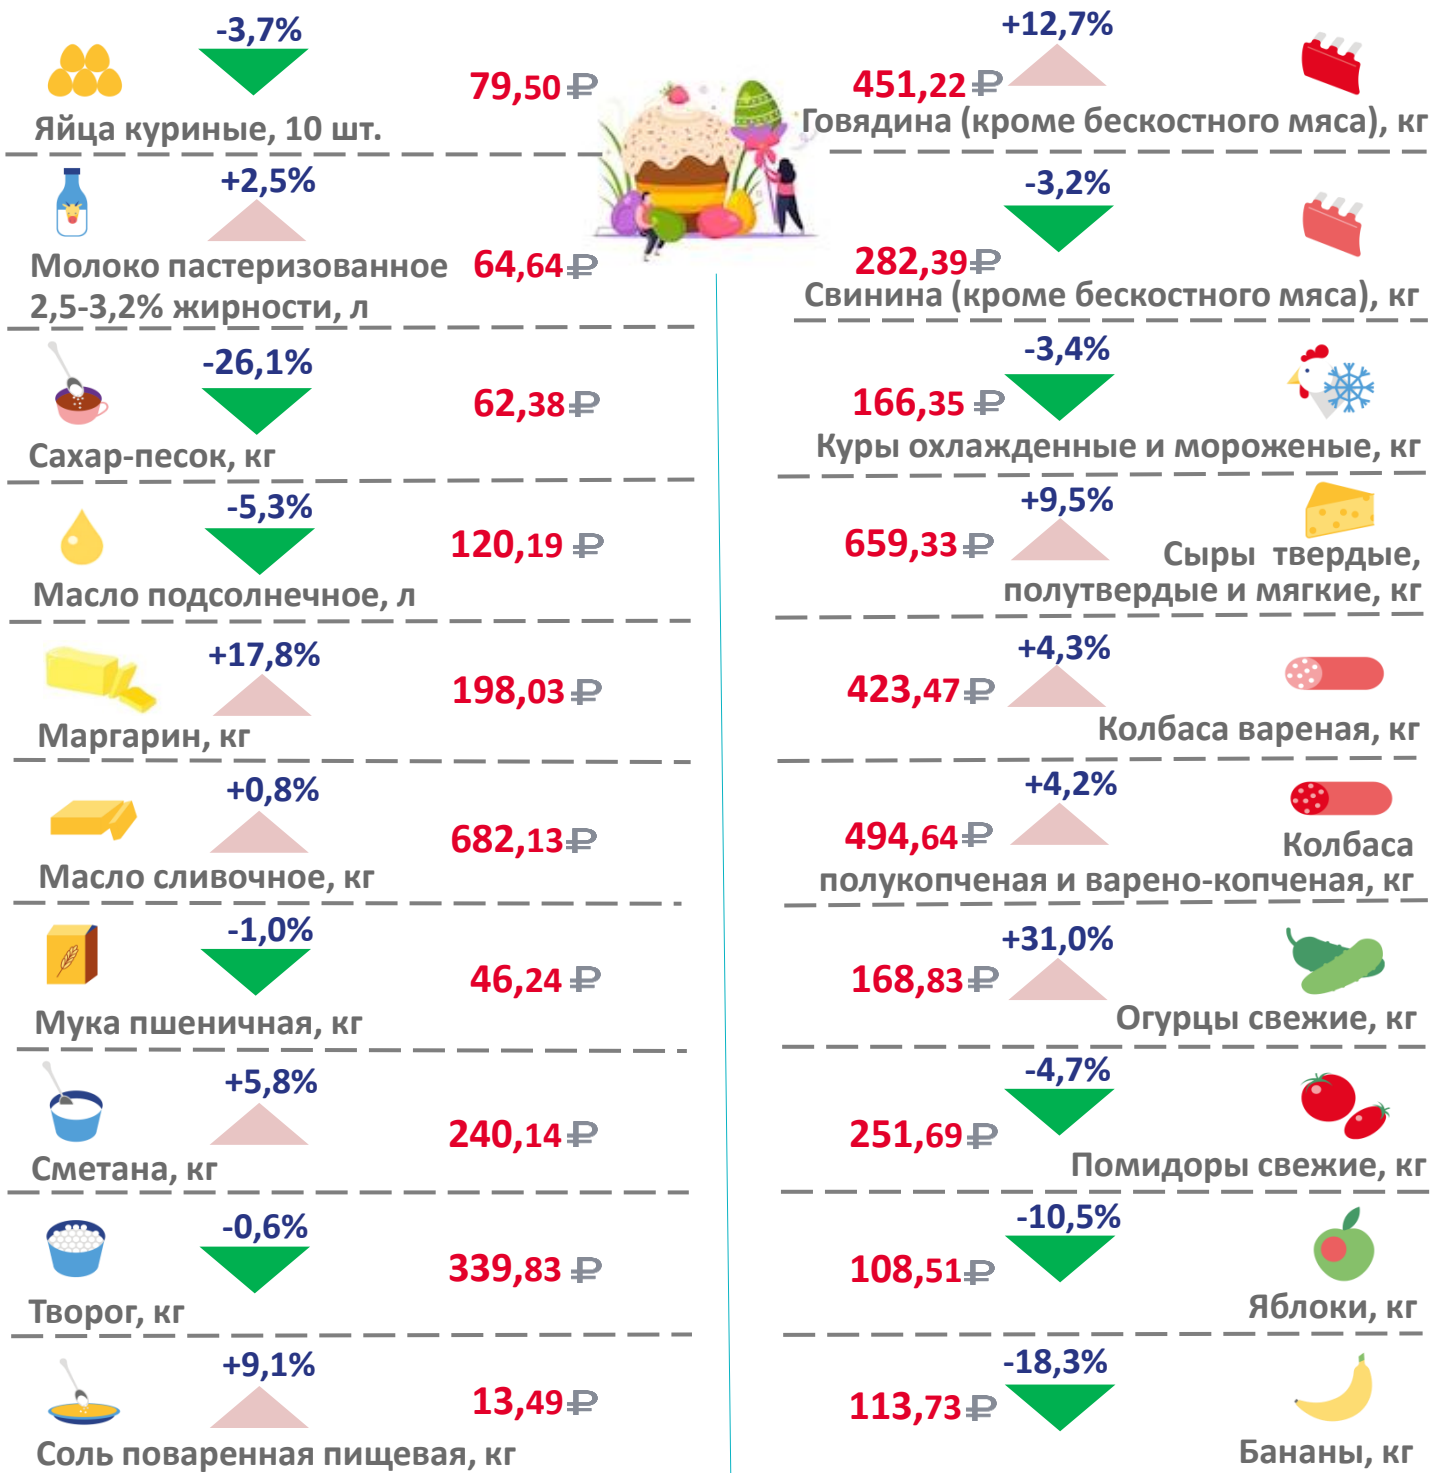 -3,7%
79,50 ₽
Яйца куриные, 10 шт.
+2,5%
64,64 ₽
Молоко пастеризованное
2,5-3,2% жирности, л
-26,1%
62,38 ₽
Сахар-песок, кг
-5,3%
120,19 ₽
Масло подсолнечное, л
+17,8%
198,03 ₽
Маргарин, кг
+0,8%
682,13 ₽
Масло сливочное, кг
-1,0%
46,24 ₽
Мука пшеничная, кг
+5,8%
240,14 ₽
Сметана, кг
-0,6%
339,83 ₽
Творог, кг
+9,1%
13,49 ₽
Соль поваренная пищевая, кг
+12,7%
451,22 ₽
Говядина (кроме бескостного мяса), кг
-3,2%
282,39 ₽
Свинина (кроме бескостного мяса), кг
-3,4%
166,35 ₽
Куры охлажденные и мороженые, кг
+9,5%
659,33 ₽
Сыры твердые,
полутвердые и мягкие, кг
+4,3%
423,47 ₽
Колбаса вареная, кг
+4,2%
494,64 ₽
Колбаса
полукопченая и варено-копченая, кг
+31,0%
168,83 ₽
Огурцы свежие, кг
-4,7%
251,69 ₽
Помидоры свежие, кг
-10,5%
108,51 ₽
Яблоки, кг
-18,3%
113,73 ₽
Бананы, кг